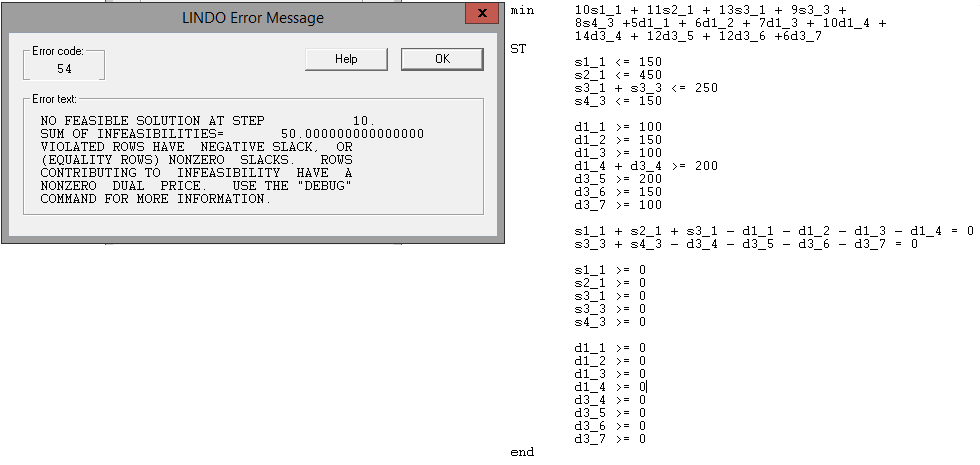 LINDO Error Message
x
Error code:
54
Help
OK
Error text:
NO FEASIBLE SOLUTION AT STEP 10.
SUM OF INFEASIBILITIES= 50.000000000000000
VIOLATED ROWS HAVE NEGATIVE SLACK, OR
(EQUALITY ROWS) NONZERO SLACKS. ROWS
CONTRIBUTING TO INFEASIBILITY HAVE A
NONZERO DUAL PRICE. USE THE "DEBUG"
COMMAND FOR MORE INFORMATION.
min 10s1_1 + 11s2_1 + 13s3_1 + 9s3_3 +
8s4_3 +5d1_1 + 6d1_2 + 7d1_3 + 10d1_4 +
14d3_4 + 12d3_5 + 12d3_6 +6d3_7
ST
s1_1 <= 150
s2_1 <= 450
s3_1 + s3_3 <= 250
s4_3 <= 150
d1_1 >= 100
d1_2 >= 150
d1_3 >= 100
d1_4 + d3_4 >= 200
d3_5 >= 200
d3_6 >= 150
d3_7 >= 100
s1_1 + s2_1 + s3_1 - d1_1 - d1_2 - d1_3 - d1_4 = 0
s3_3 + s4_3 - d3_4 - d3_5 - d3_6 - d3_7 = 0
s1_1 >= 0
s2_1 >= 0
s3_1 >= 0
s3_3 >= 0
s4_3 >= 0
d1_1 >= 0
d1_2 >= 0
d1_3 >= 0
d1_4 >= 0
d3_4 >= 0
d3_5 >= 0
d3_6 >= 0
d3_7 >= 0
end